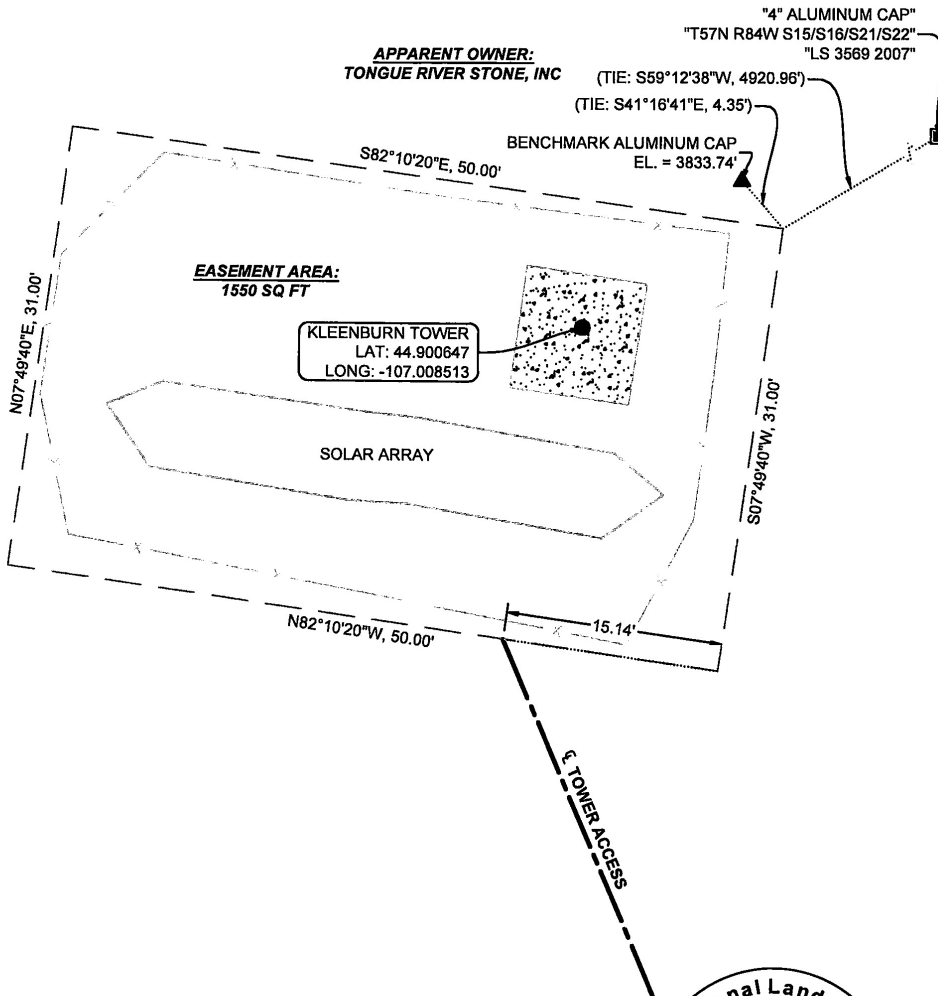 "4" ALUMINUM CAP"
"T57N R84W S15/S16/S21/S22"
"LS 3569 2007"
APPARENT OWNER:
TONGUE RIVER STONE, INC
(TIE: S59°12'38"W, 4920.96')
(TIE: S41°16'41"E, 4.35')
BENCHMARK ALUMINUM CAP
EL. = 3833.74'
S82°10'20"E, 50.00'
EASEMENT AREA:
1550 SQ FT
N07°49'40"E, 31.00'
KLEENBURN TOWER
LAT: 44.900647
LONG: -107.008513
SOLAR ARRAY
S07°49'40"W, 31.00'
15.14'
N82°10'20"W, 50.00'
℄ TOWER ACCESS
nal Land